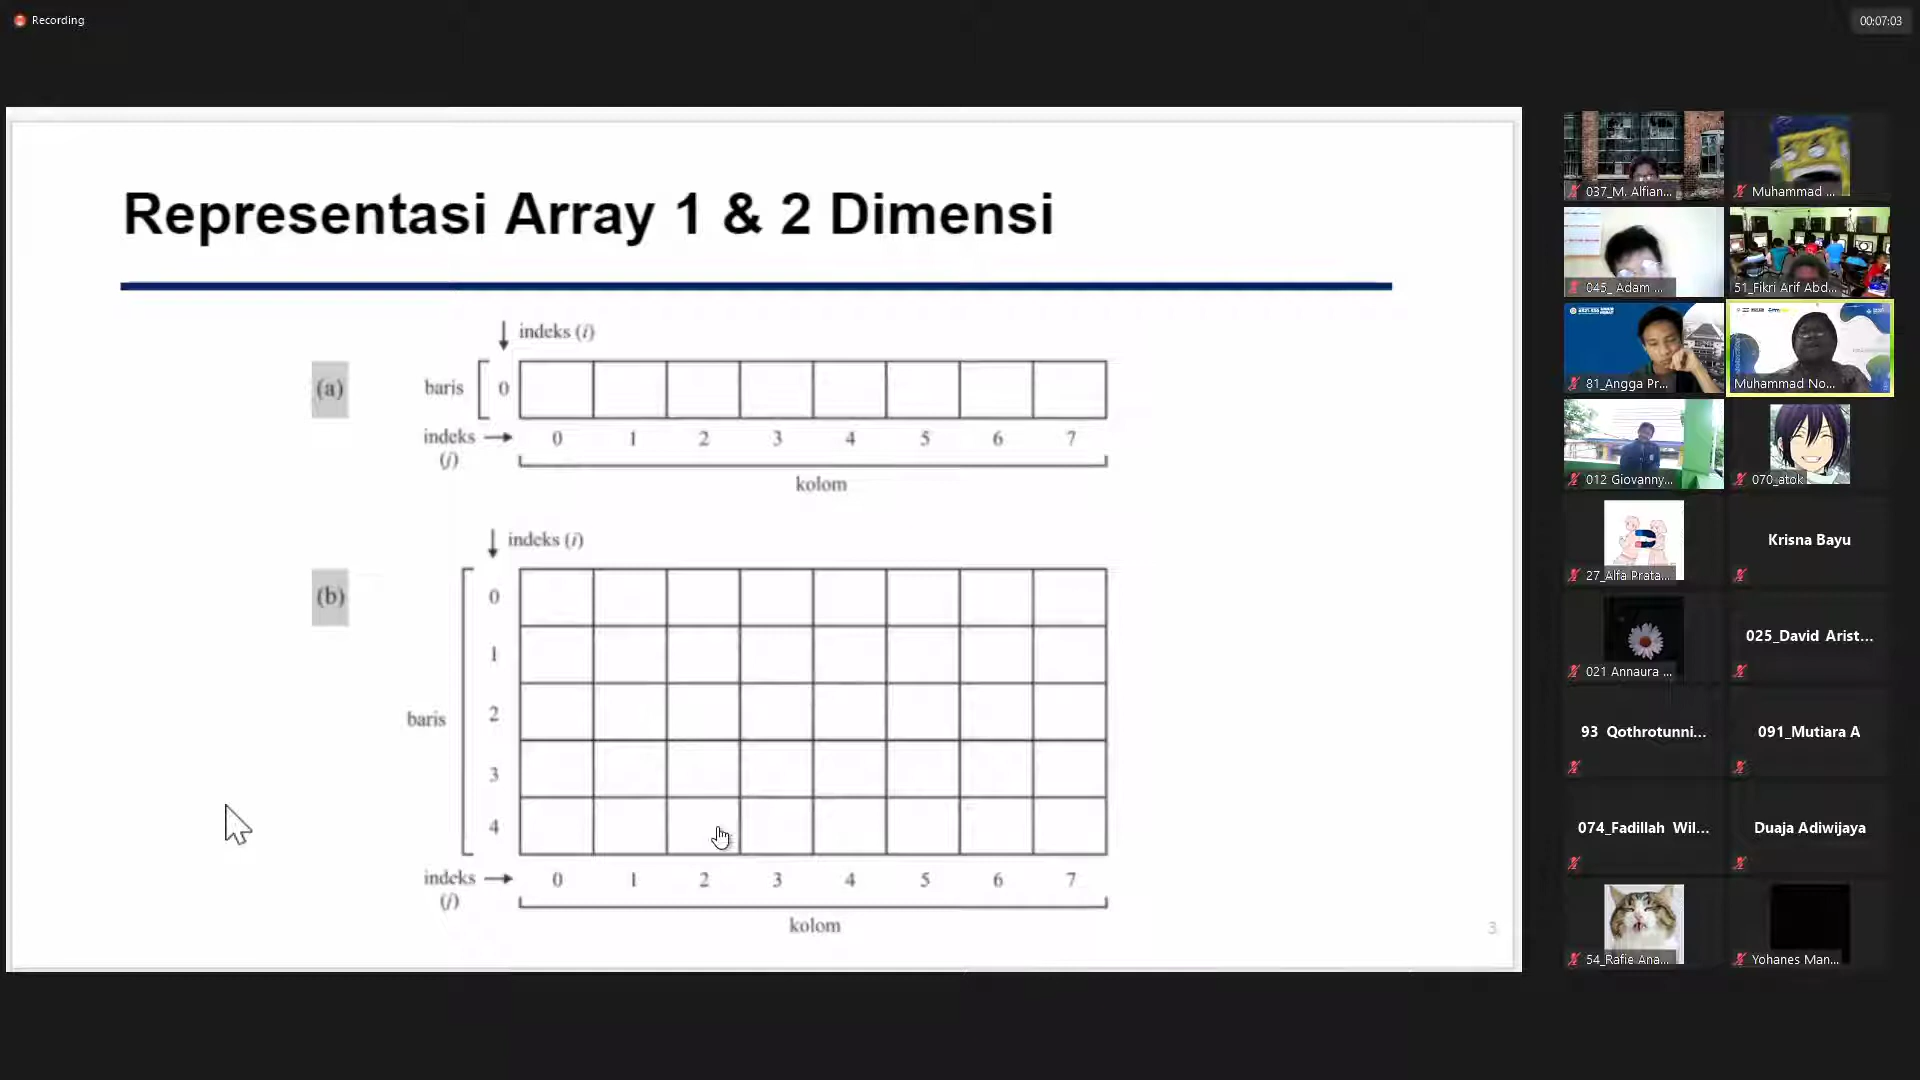 Recording
00:07:03
Representasi Array 1 & 2 Dimensi
indeks (i)
(a)
baris
0
indeks
(j)
0 1 2 3 4 5 6 7
kolom
indeks (i)
(b)
0
1
baris
2
3
4
indeks
(j)
0 1 2 3 4 5 6 7
kolom
3
037_M. Alfian...
Muhammad ...
045_ Adam ...
51_Fikri Arif Abd...
81_Angga Pr...
Muhammad No...
012 Giovanny...
070_atok
27_Alfa Prata...
Krisna Bayu
021 Annaura ...
025_David Arist...
93 Qothrotunni...
091_Mutiara A
074_Fadillah Wil...
Duaja Adiwijaya
54_Rafie Ana...
Yohanes Man...